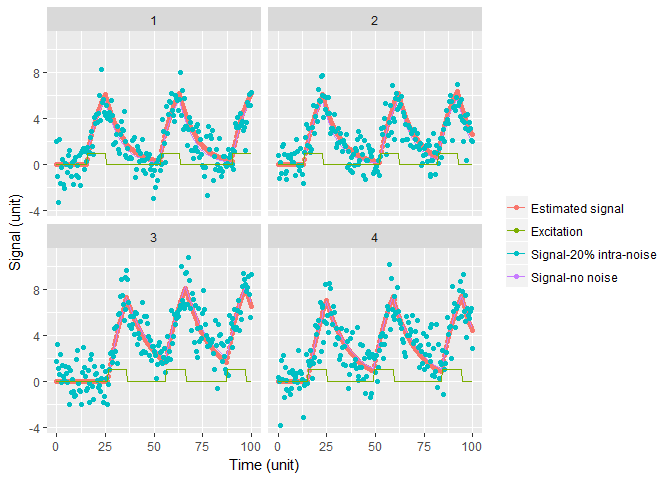 1
2
8
4
0
-4
3
4
8
4
0
-4
0 25 50 75 100
0 25 50 75 100
Time (unit)
Signal (unit)
Estimated signal
Excitation
Signal-20% intra-noise
Signal-no noise